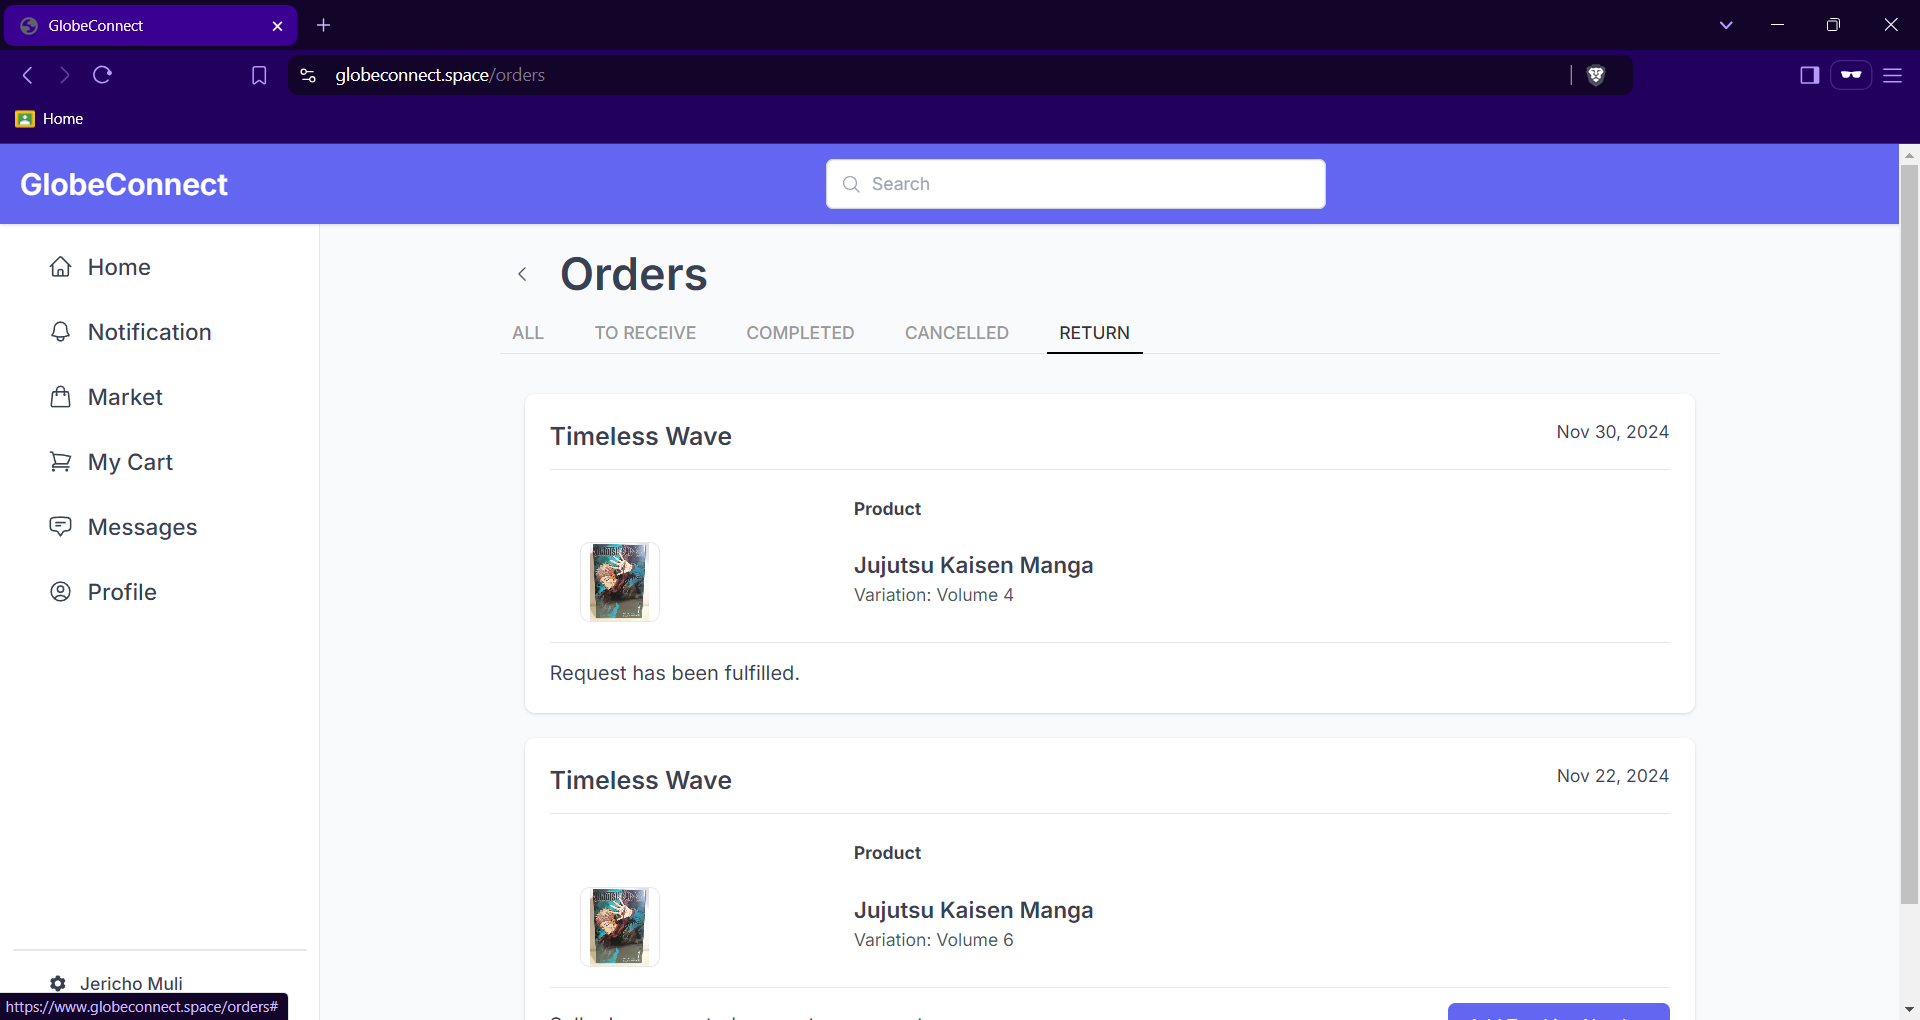 GlobeConnect
globeconnect.space/orders
Home
GlobeConnect
Search
Home
Notification
Market
My Cart
Messages
Profile
Jericho Muli
https://www.globeconnect.space/orders#
Orders
ALL TO RECEIVE COMPLETED CANCELLED RETURN
Timeless Wave Nov 30, 2024
Product
Jujutsu Kaisen Manga
Variation: Volume 4
Request has been fulfilled.
Timeless Wave Nov 22, 2024
Product
Jujutsu Kaisen Manga
Variation: Volume 6